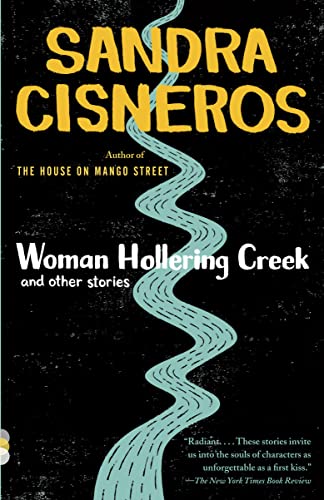 SANDRA
CISNEROS
Author of
THE HOUSE ON MANGO STREET
Woman Hollering Creek
and other stories
“Radiant. . . . These stories invite
us into the souls of characters as
unforgettable as a first kiss.”
—The New York Times Book Review